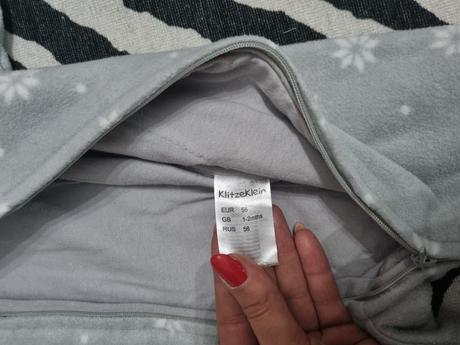 KlitzeKlein
EUR 56
GB 1-2mths
RUS 56